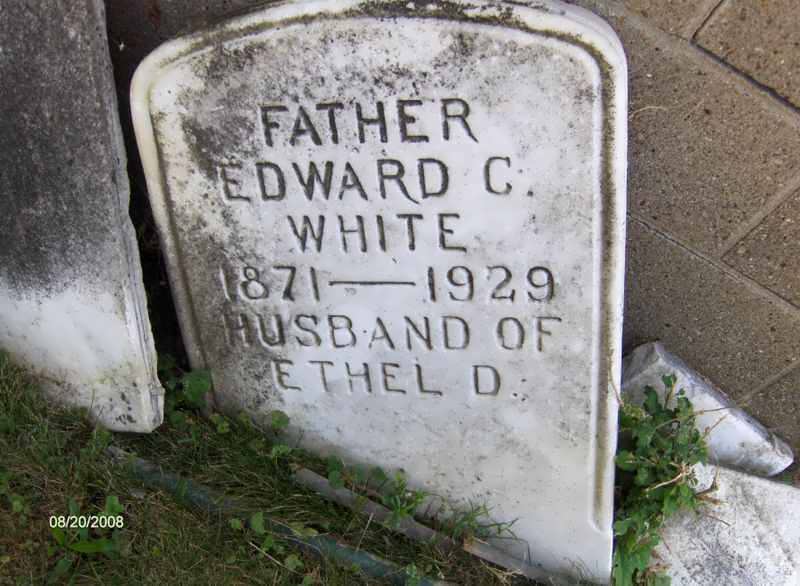 FATHER
EDWARD C.
WHITE
1871—1929
HUSBAND OF
ETHEL D.
08/20/2008